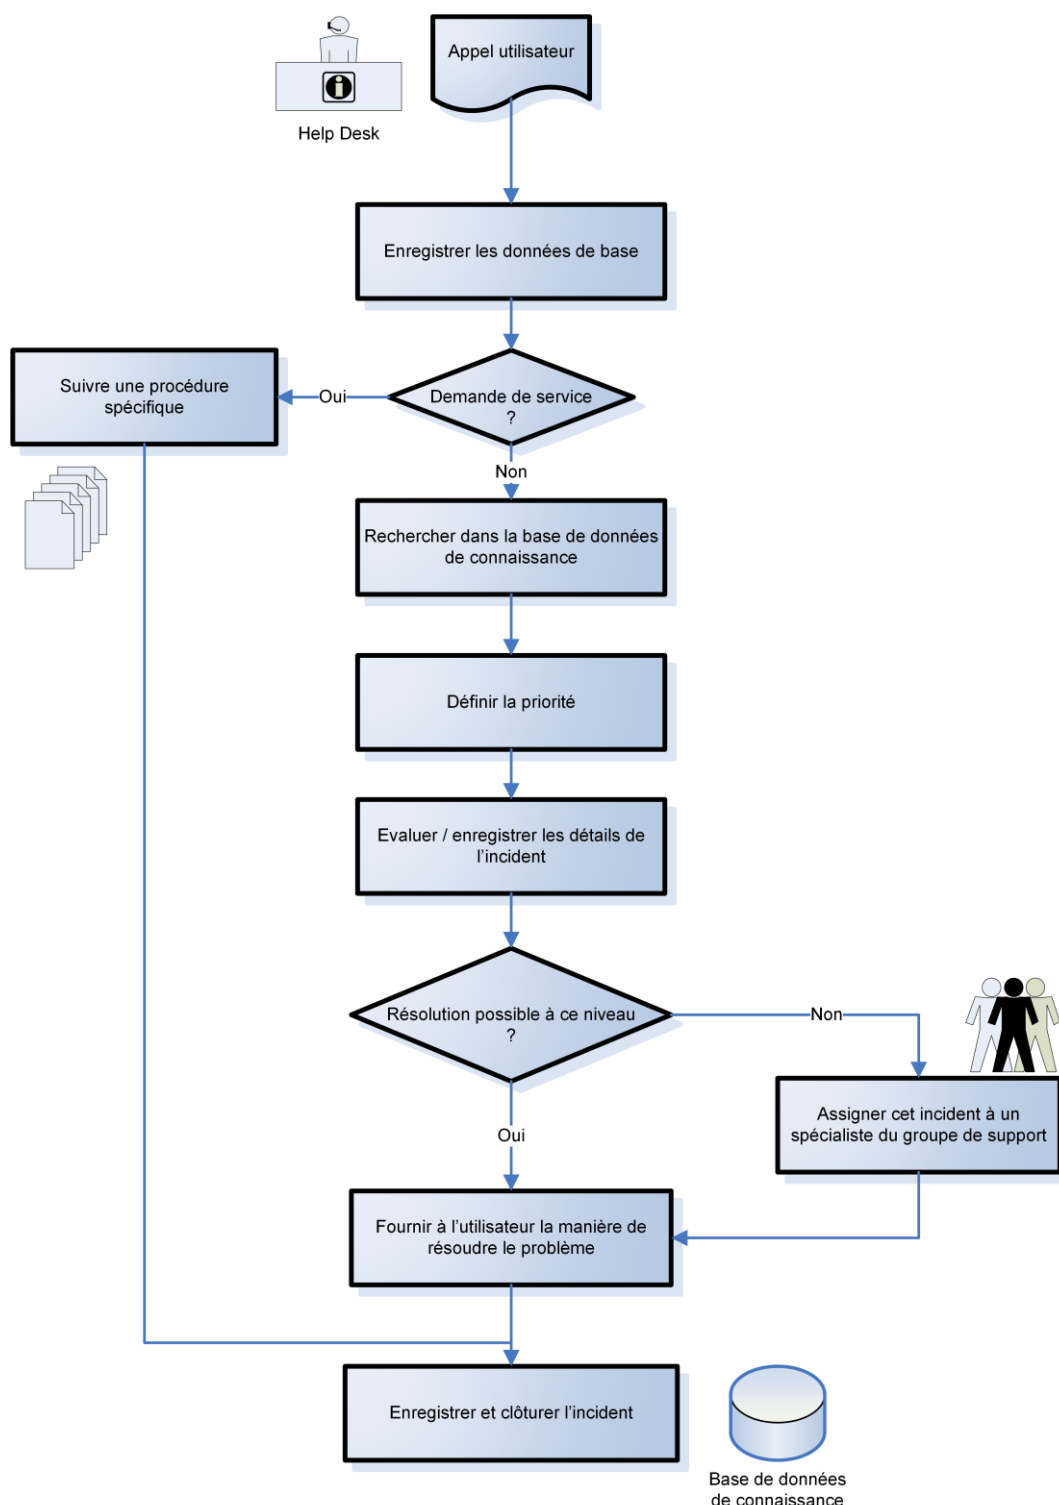 Appel utilisateur
Help Desk
Enregistrer les données de base
Suivre une procédure
spécifique
Oui
Demande de service
?
Non
Rechercher dans la base de données
de connaissance
Définir la priorité
Evaluer / enregistrer les détails de
l’incident
Résolution possible à ce niveau
?
Non
Assigner cet incident à un
spécialiste du groupe de support
Oui
Fournir à l’utilisateur la manière de
résoudre le problème
Enregistrer et clôturer l’incident
Base de données
de connaissance